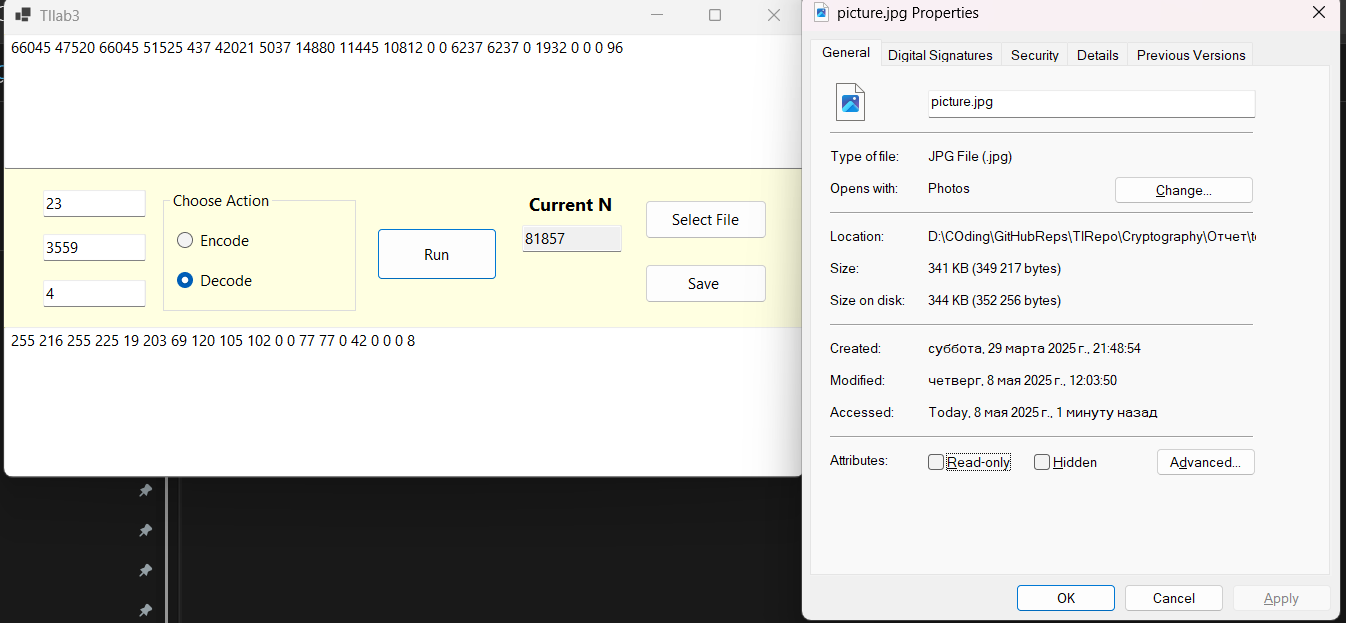 TIlab3
66045 47520 66045 51525 437 42021 5037 14880 11445 10812 0 0 6237 6237 0 1932 0 0 0 96
23
3559
4
Choose Action
Encode
Decode
Run
Current N
81857
Select File
Save
255 216 255 225 19 203 69 120 105 102 0 0 77 77 0 42 0 0 0 8
picture.jpg Properties
General Digital Signatures Security Details Previous Versions
picture.jpg
Type of file: JPG File (.jpg)
Opens with: Photos Change...
Location: D:\COding\GitHubReps\TIRepo\Cryptography\Отчет\te
Size: 341 KB (349 217 bytes)
Size on disk: 344 KB (352 256 bytes)
Created: суббота, 29 марта 2025 г., 21:48:54
Modified: четверг, 8 мая 2025 г., 12:03:50
Accessed: Today, 8 мая 2025 г., 1 минуту назад
Attributes: Read-only Hidden Advanced...
OK Cancel Apply